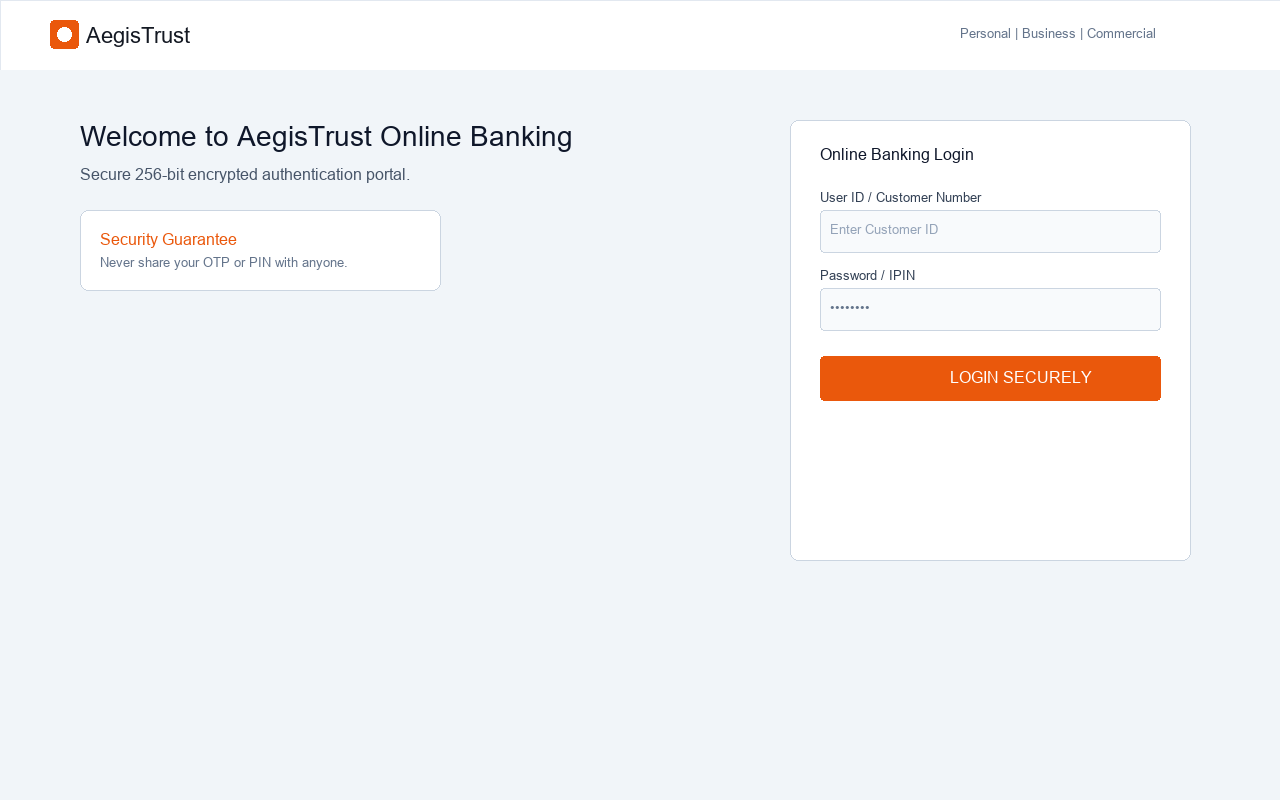 AegisTrust
Personal | Business | Commercial
Welcome to AegisTrust Online Banking
Secure 256-bit encrypted authentication portal.
Security Guarantee
Never share your OTP or PIN with anyone.
Online Banking Login
User ID / Customer Number
Enter Customer ID
Password / IPIN
••••••••
LOGIN SECURELY